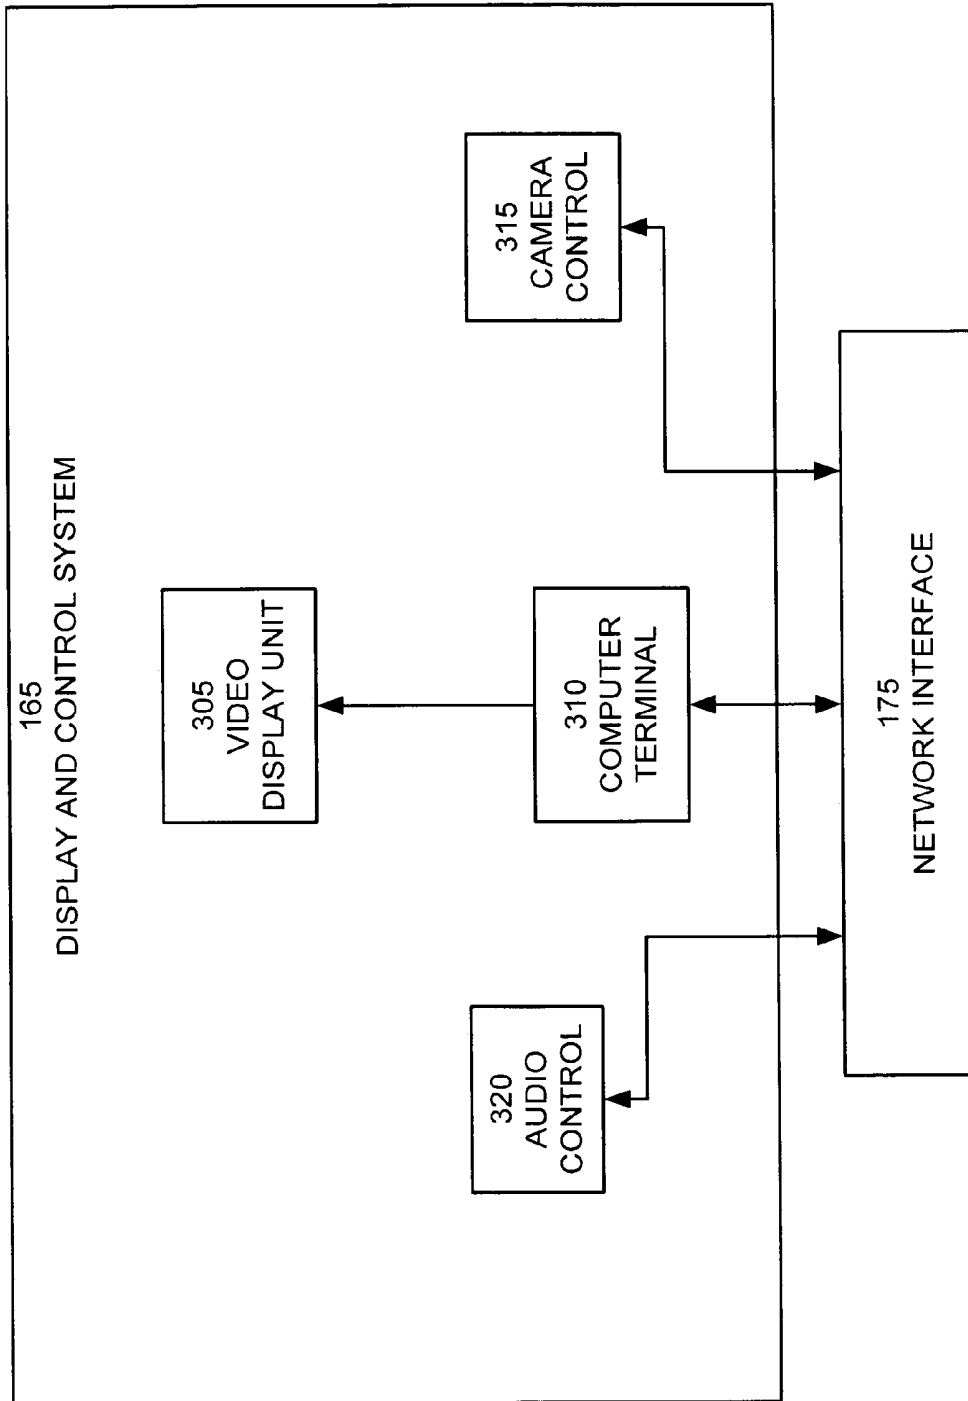 165
DISPLAY AND CONTROL SYSTEM
305
VIDEO
DISPLAY UNIT
320
AUDIO
CONTROL
310
COMPUTER
TERMINAL
315
CAMERA
CONTROL
175
NETWORK INTERFACE